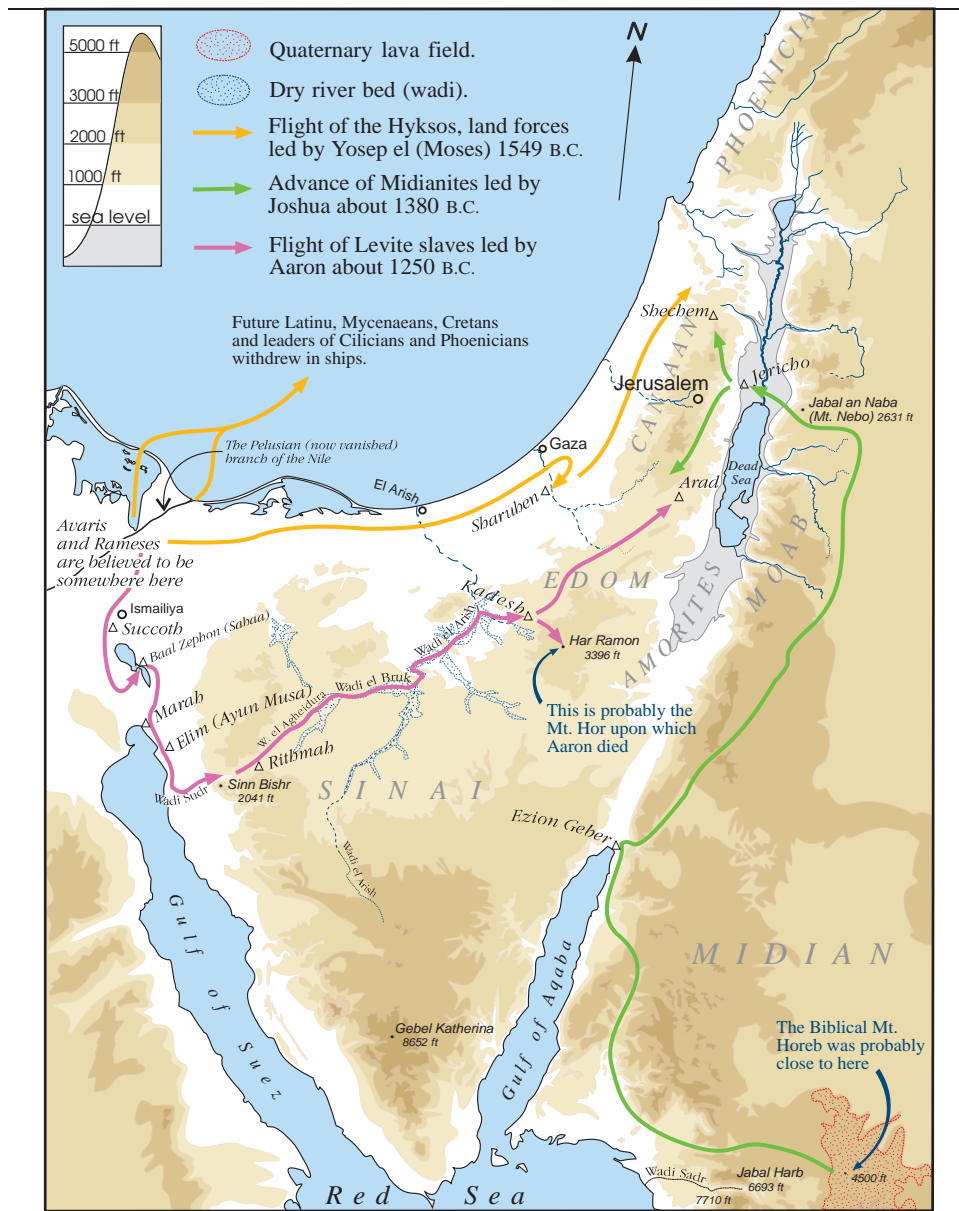 5000 ft
3000 ft
2000 ft
1000 ft
sea level
Quaternary lava field.
Dry river bed (wadi).
Flight of the Hyksos, land forces
led by Yosep el (Moses) 1549 B.C.
Advance of Midianites led by
Joshua about 1380 B.C.
Flight of Levite slaves led by
Aaron about 1250 B.C.
N
PHOENICIA
Future Latinu, Mycenaeans, Cretans
and leaders of Cilicians and Phoenicians
withdrew in ships.
Shechem
CANAAN
Jericho
Jerusalem
Jabal an Naba
(Mt. Nebo) 2631 ft
The Pelusian (now vanished)
branch of the Nile
Gaza
El Arish
Sharuhen
Arad
Dead
Sea
Avaris
and Rameses
are believed to be
somewhere here
EDOM
MOAB
AMORITES
Ismailiya
Succoth
Baal Zephon (Sabaa)
Kadesh
Wadi el Arish
Har Ramon
3396 ft
Marah
Elim (Ayun Musa)
W. el Agheidura
Wadi el Bruk
This is probably the
Mt. Hor upon which
Aaron died
Rithmah
Wadi Sudr
Sinn Bishr
2041 ft
SINAI
Ezion Geber
Wadi el Arish
Gulf of Suez
Gulf of Aqaba
MIDIAN
Gebel Katherina
8652 ft
The Biblical Mt.
Horeb was probably
close to here
Wadi Sadr
Jabal Harb
6693 ft
7710 ft
4500 ft
Red Sea